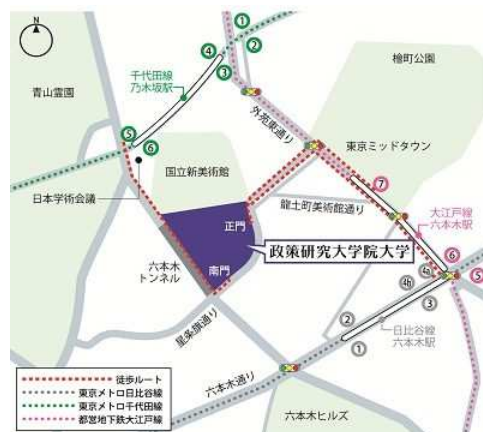 N
①
②
④
③
千代田線
乃木坂駅
檜町公園
青山霊園
外苑東通り
⑤
⑥
国立新美術館
東京ミッドタウン
日本学術会議
⑦
龍土町美術館通り
大江戸線
六本木駅
正門
政策研究大学院大学
六本木
トンネル
南門
⑥
⑤
4a
4b
③
星条旗通り
②
①
日比谷線
六本木駅
六本木通り
六本木ヒルズ
徒歩ルート
東京メトロ日比谷線
東京メトロ千代田線
都営地下鉄大江戸線